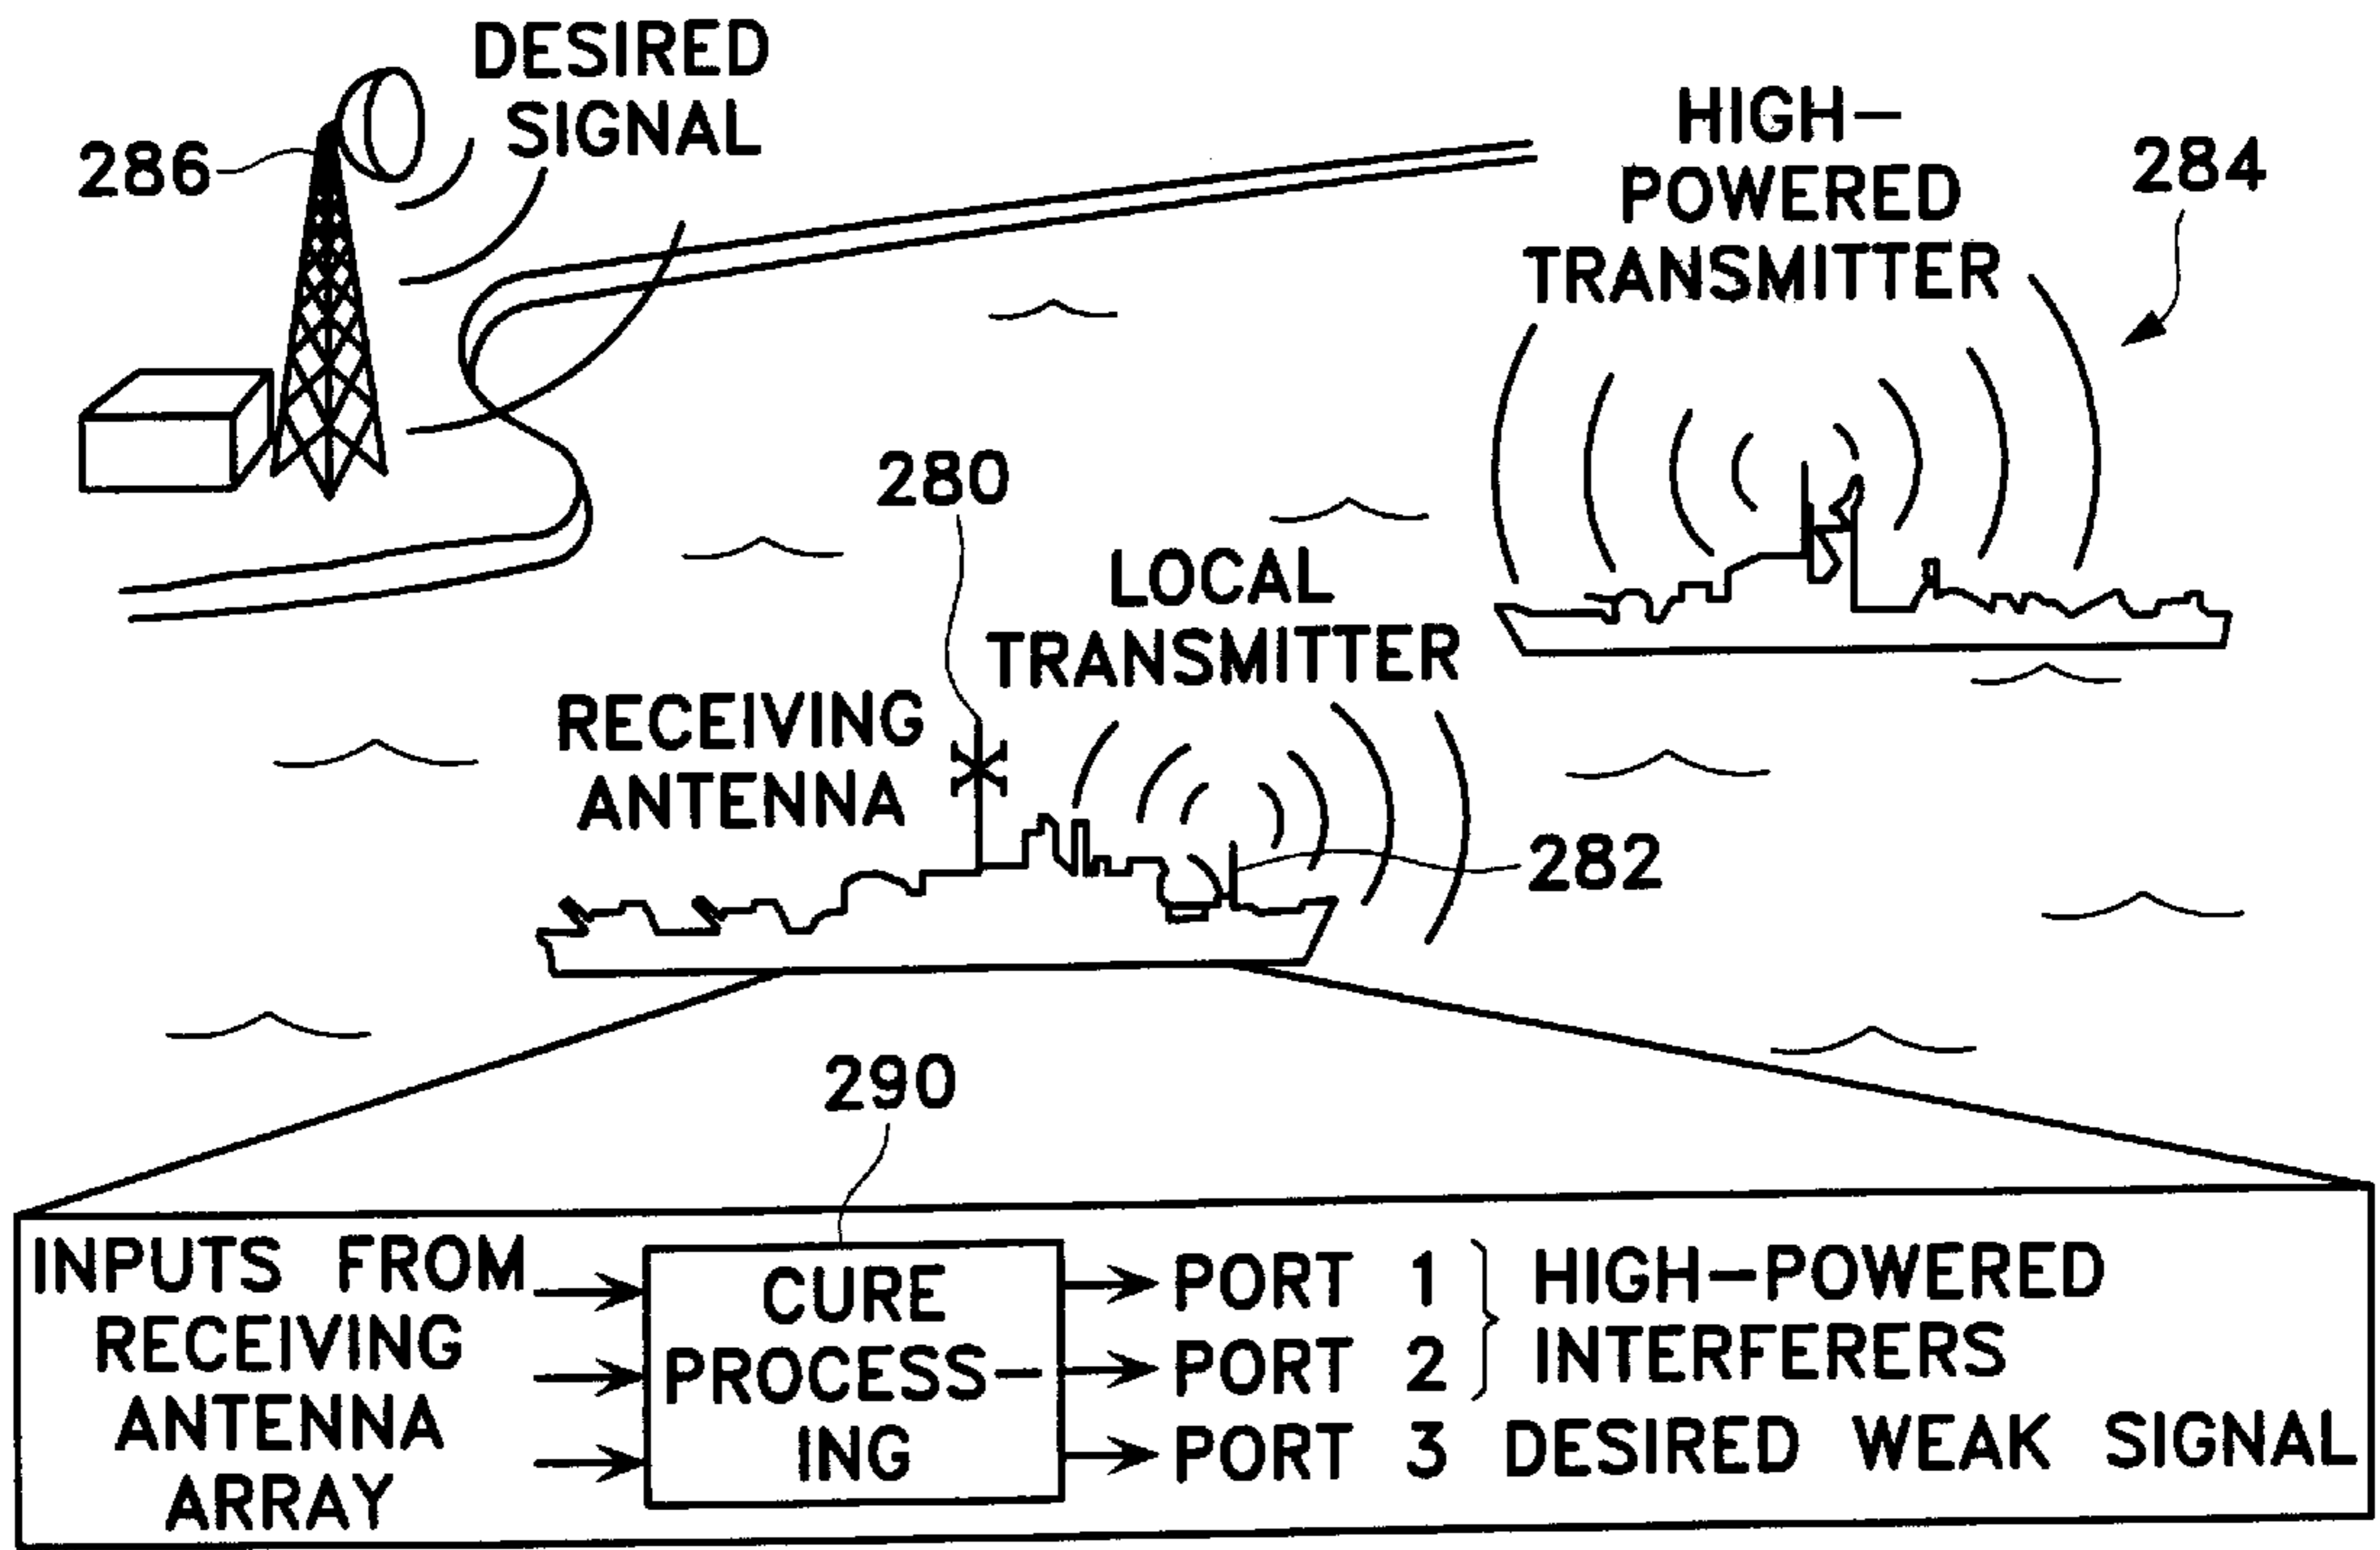 DESIRED
SIGNAL
286
HIGH–
POWERED
TRANSMITTER
284
280
LOCAL
TRANSMITTER
RECEIVING
ANTENNA
282
290
INPUTS FROM
RECEIVING
ANTENNA
ARRAY
CURE
PROCESS–
ING
PORT 1
PORT 2
HIGH–POWERED
INTERFERERS
PORT 3 DESIRED WEAK SIGNAL